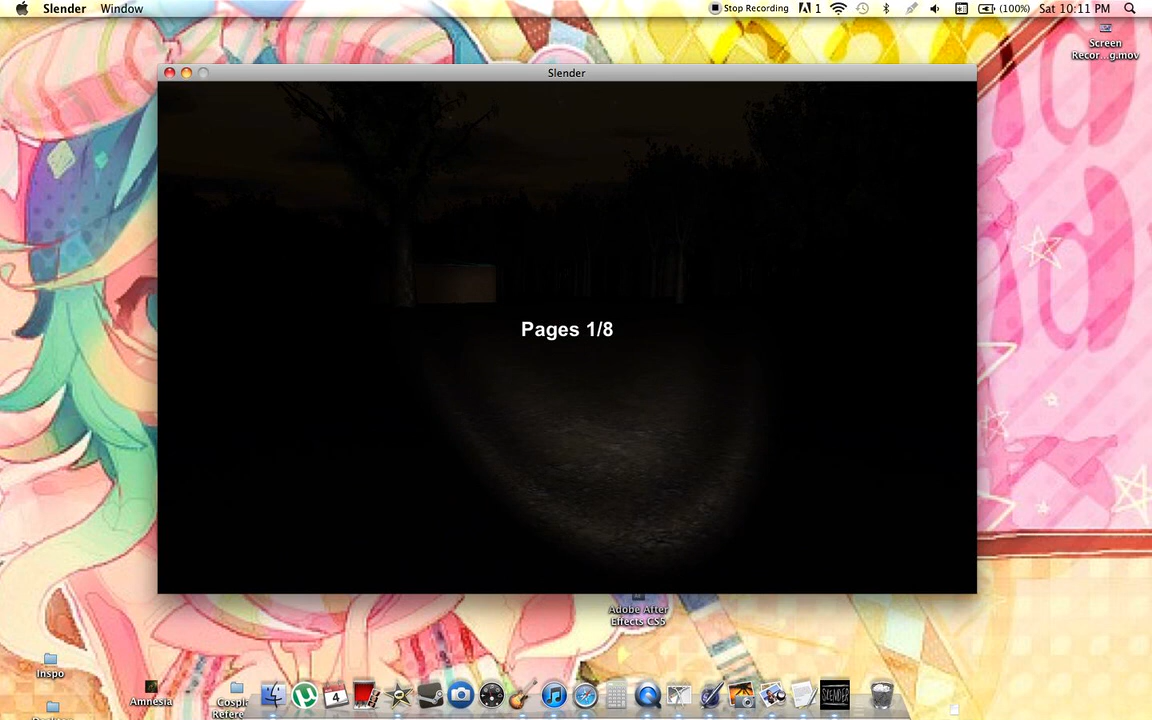 Slender Window Stop Recording 1 (100%) Sat 10:11 PM
Screen
Recor...g.mov
Slender
Pages 1/8
Adobe After
Effects CS5
Inspo
Amnesia
Cospl
Refere
4
SLENDER